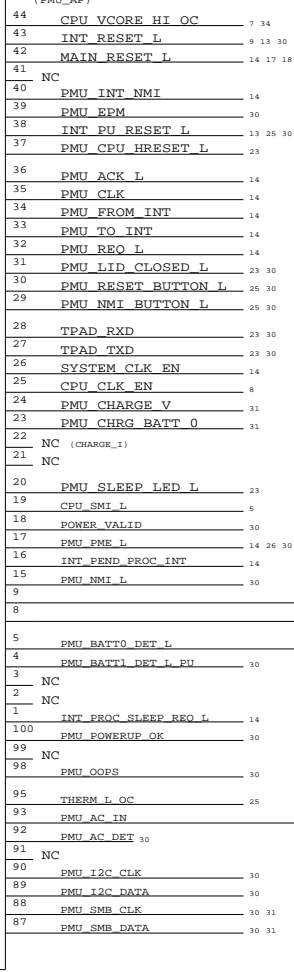 (PMU_AP)
44 CPU_VCORE_HI_OC 7 34
43 INT_RESET_L 9 13 30
42 MAIN_RESET_L 14 17 18
41 NC
40 PMU_INT_NMI 14
39 PMU_EPM 30
38 INT_PU_RESET_L 13 25 30
37 PMU_CPU_HRESET_L 23
36 PMU_ACK_L 14
35 PMU_CLK 14
34 PMU_FROM_INT 14
33 PMU_TO_INT 14
32 PMU_REQ_L 14
31 PMU_LID_CLOSED_L 23 30
30 PMU_RESET_BUTTON_L 25 30
29 PMU_NMI_BUTTON_L 25 30
28 TPAD_RXD 23 30
27 TPAD_TXD 23 30
26 SYSTEM_CLK_EN 14
25 CPU_CLK_EN 8
24 PMU_CHARGE_V 31
23 PMU_CHRG_BATT_0 31
22 NC (CHARGE_I)
21 NC
20 PMU_SLEEP_LED_L 23
19 CPU_SMI_L 5
18 POWER_VALID 30
17 PMU_PME_L 14 26 30
16 INT_PEND_PROC_INT 14
15 PMU_NMI_L 30
9
8
5 PMU_BATT0_DET_L
4 PMU_BATT1_DET_L_PU 30
3 NC
2 NC
1 INT_PROC_SLEEP_REQ_L 14
100 PMU_POWERUP_OK 30
99 NC
98 PMU_OOPS 30
95 THERM_L_OC 25
93 PMU_AC_IN
92 PMU_AC_DET 30
91 NC
90 PMU_I2C_CLK 30
89 PMU_I2C_DATA 30
88 PMU_SMB_CLK 30 31
87 PMU_SMB_DATA 30 31